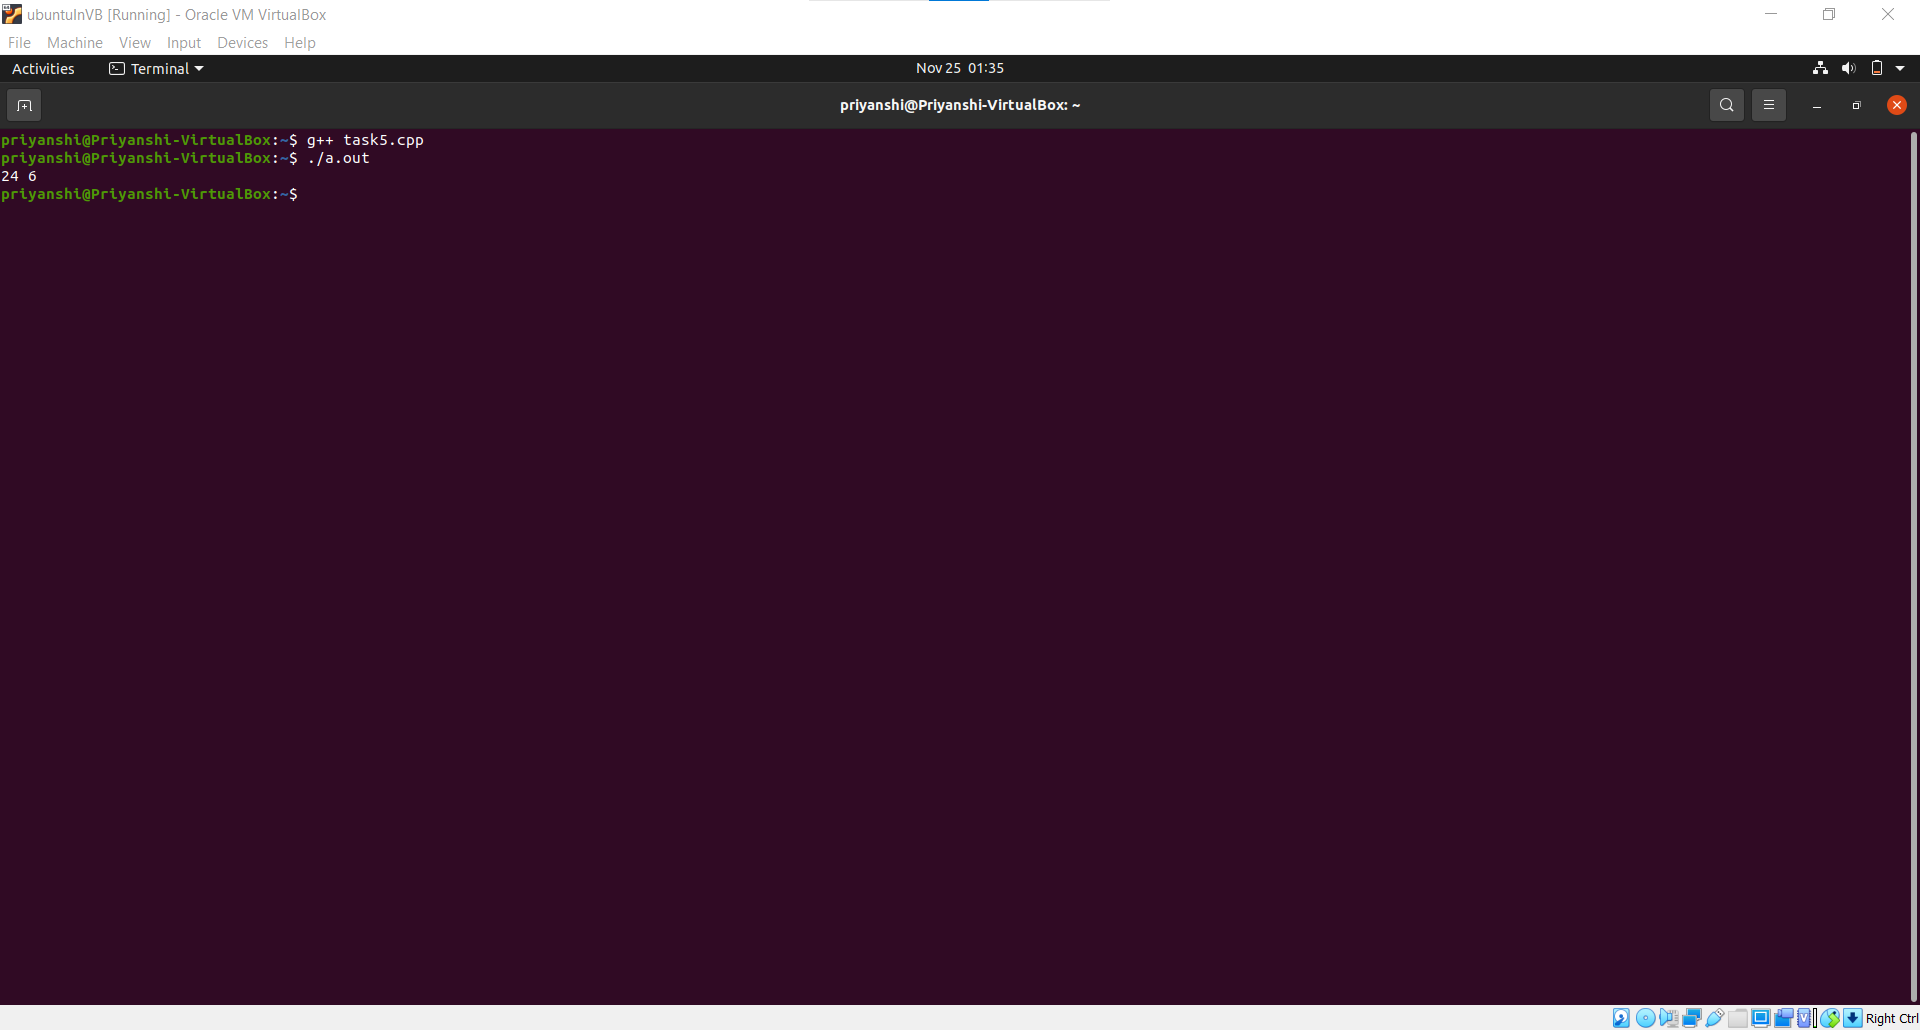 ubuntuInVB [Running] - Oracle VM VirtualBox
File Machine View Input Devices Help
Activities Terminal Nov 25 01:35
priyanshi@Priyanshi-VirtualBox: ~
priyanshi@Priyanshi-VirtualBox:~$ g++ task5.cpp
priyanshi@Priyanshi-VirtualBox:~$ ./a.out
24 6
priyanshi@Priyanshi-VirtualBox:~$
Right Ctrl